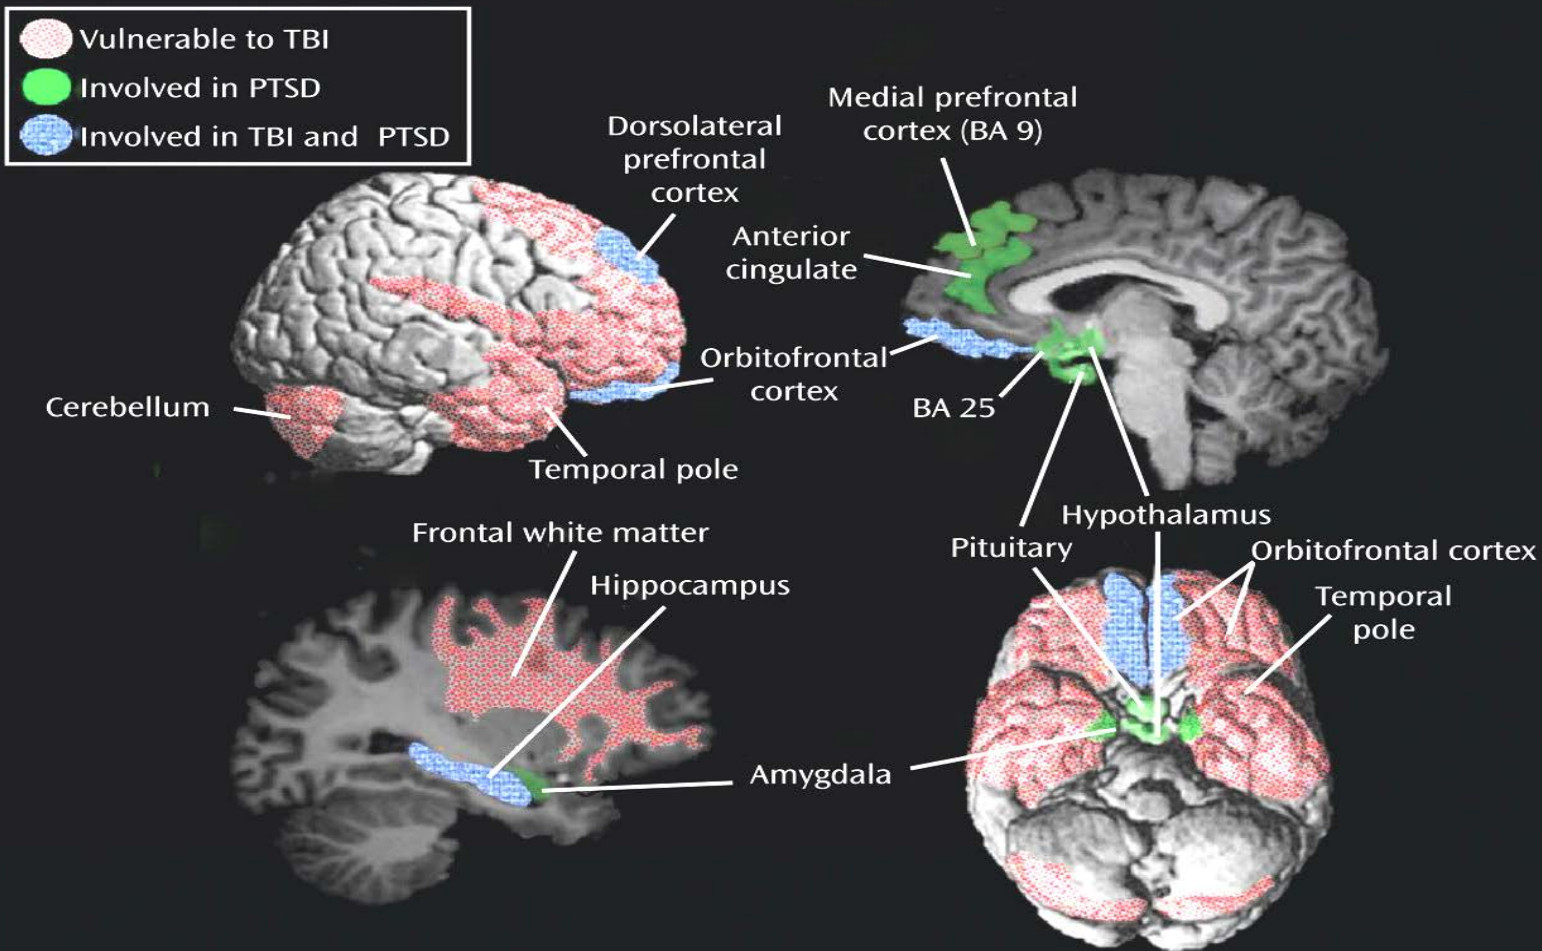 Vulnerable to TBI
Involved in PTSD
Involved in TBI and PTSD
Dorsolateral
prefrontal
cortex
Medial prefrontal
cortex (BA 9)
Anterior
cingulate
Orbitofrontal
cortex
BA 25
Cerebellum
Temporal pole
Frontal white matter
Hippocampus
Hypothalamus
Pituitary
Orbitofrontal cortex
Temporal
pole
Amygdala